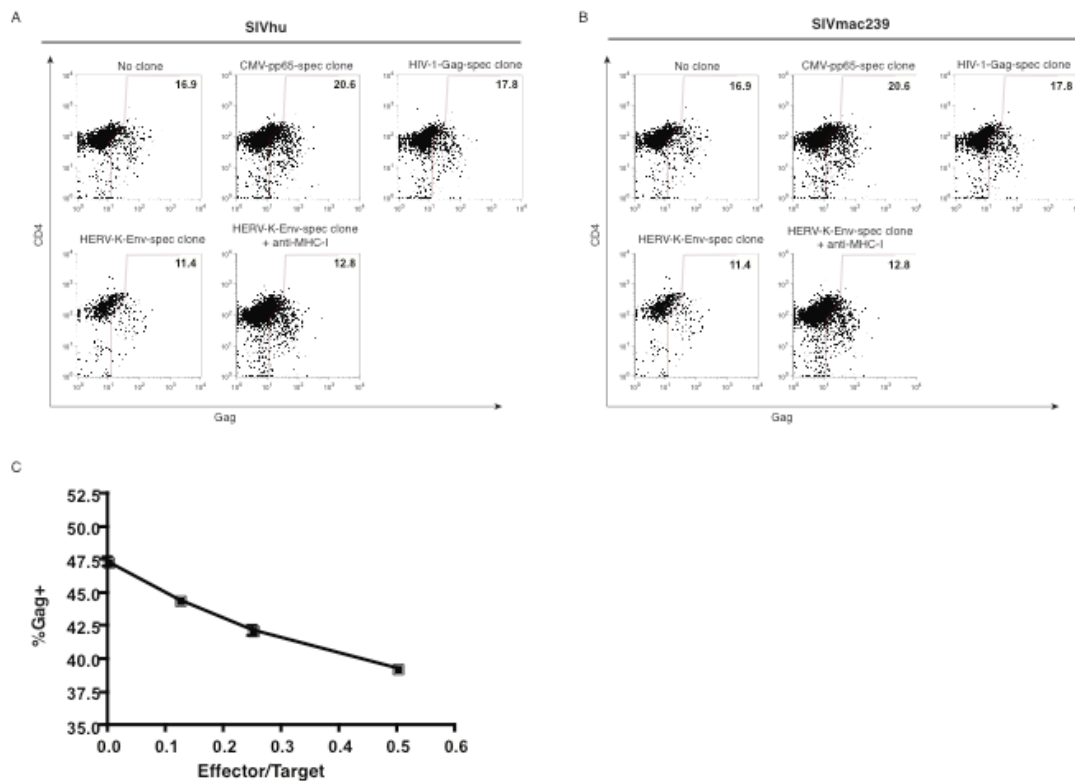 A
SIVhu
No clone
16.9
CMV-pp65-spec clone
20.6
HIV-1-Gag-spec clone
17.8
HERV-K-Env-spec clone
11.4
HERV-K-Env-spec clone
+ anti-MHC-I
12.8
CD4
Gag
B
SIVmac239
No clone
16.9
CMV-pp65-spec clone
20.6
HIV-1-Gag-spec clone
17.8
HERV-K-Env-spec clone
11.4
HERV-K-Env-spec clone
+ anti-MHC-I
12.8
CD4
Gag
C
52.5
50.0
47.5
45.0
42.5
40.0
37.5
35.0
%Gag+
0.0 0.1 0.2 0.3 0.4 0.5 0.6
Effector/Target